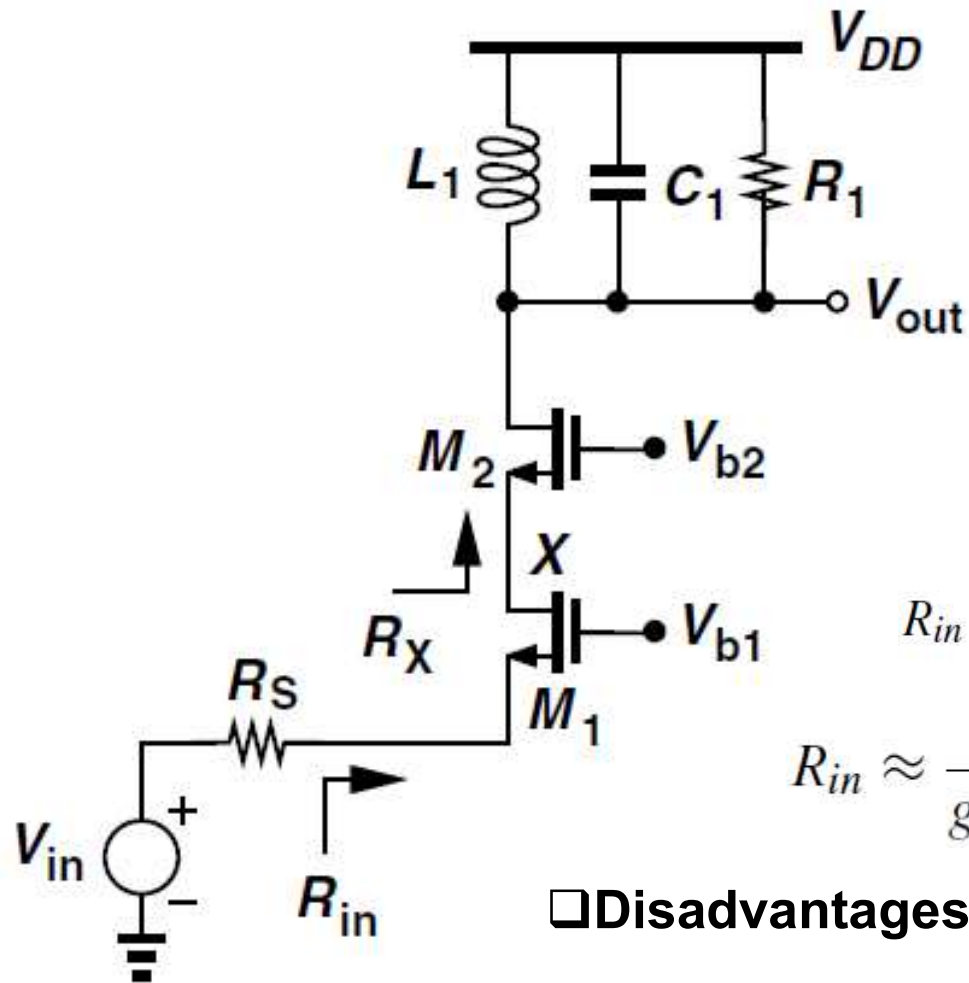 V_DD
L_1
C_1
R_1
V_out
M_2
V_b2
X
R_X
V_b1
R_in
R_S
M_1
R_in ≈
g
V_in
+
−
R_in
❑Disadvantages